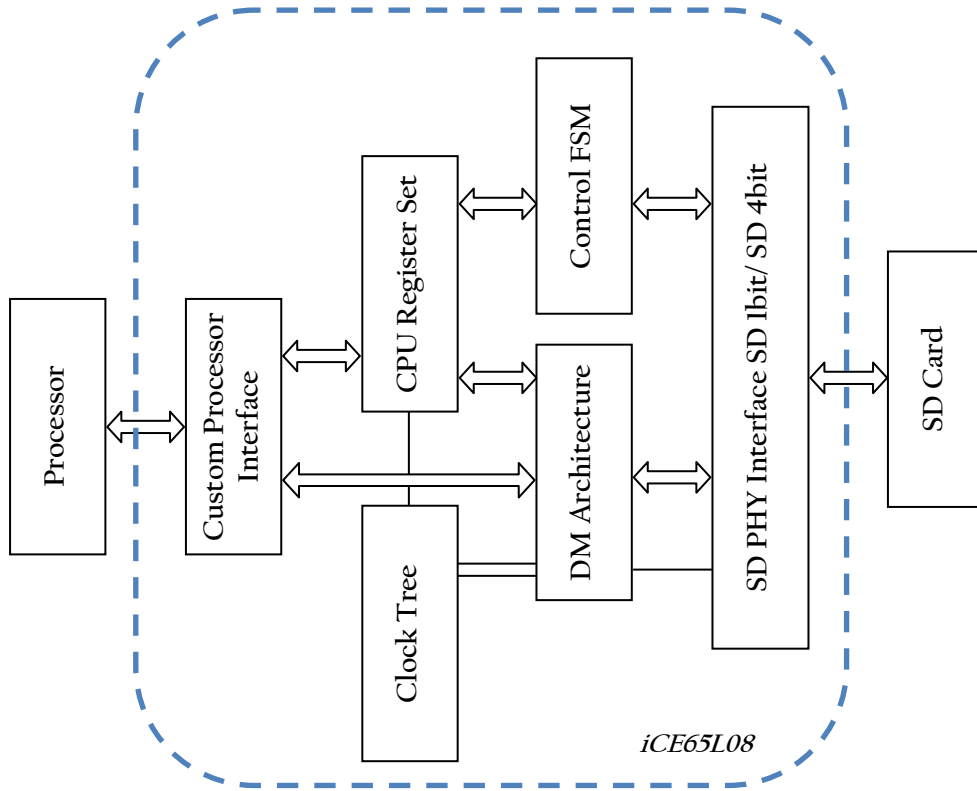 Processor
Custom Processor
Interface
CPU Register Set
Clock Tree
Control FSM
DM Architecture
SD PHY Interface SD 1bit/ SD 4bit
SD Card
iCE65L08